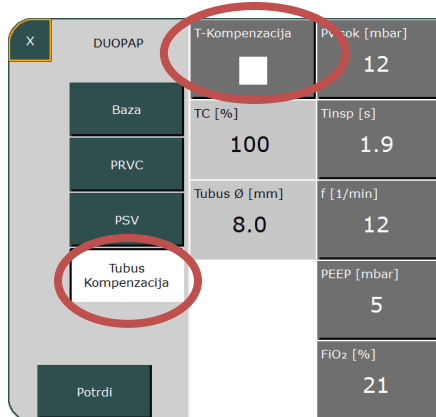 X
DUOPAP
Baza
PRVC
PSV
Tubus
Kompenzacija
Potrdi
T-Kompenzacija
TC [%]
100
Tubus Ø [mm]
8.0
[mbar]
12
Tinsp [s]
1.9
f [1/min]
12
PEEP [mbar]
5
FiO₂ [%]
21